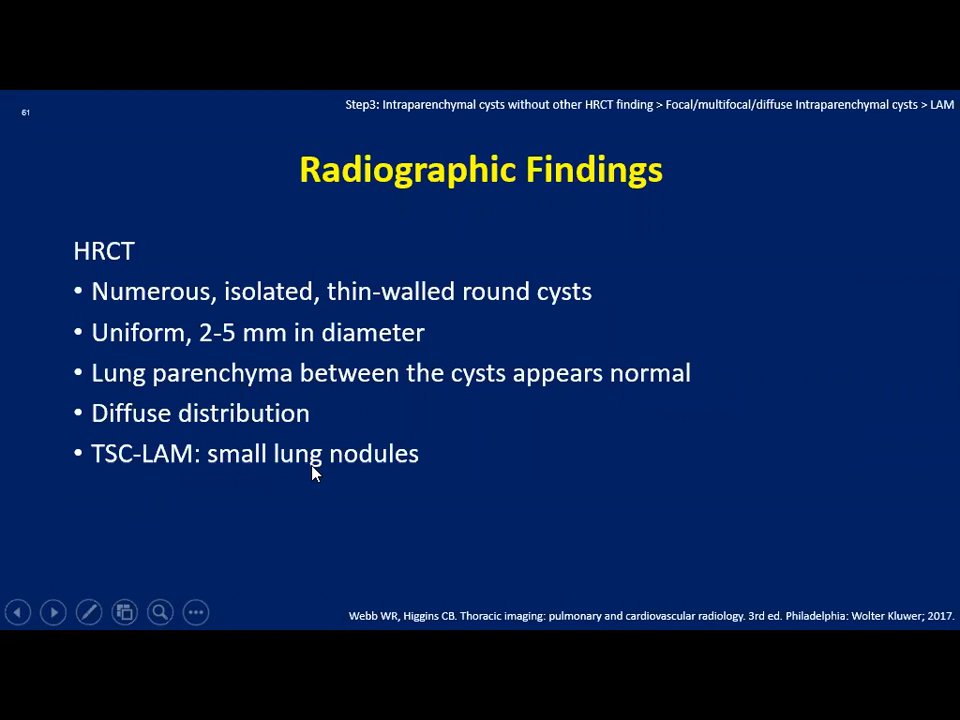 61
Step3: Intraparenchymal cysts without other HRCT finding > Focal/multifocal/diffuse Intraparenchymal cysts > LAM
Radiographic Findings
HRCT
• Numerous, isolated, thin-walled round cysts
• Uniform, 2-5 mm in diameter
• Lung parenchyma between the cysts appears normal
• Diffuse distribution
• TSC-LAM: small lung nodules
Webb WR, Higgins CB. Thoracic imaging: pulmonary and cardiovascular radiology. 3rd ed. Philadelphia: Wolter Kluwer; 2017.